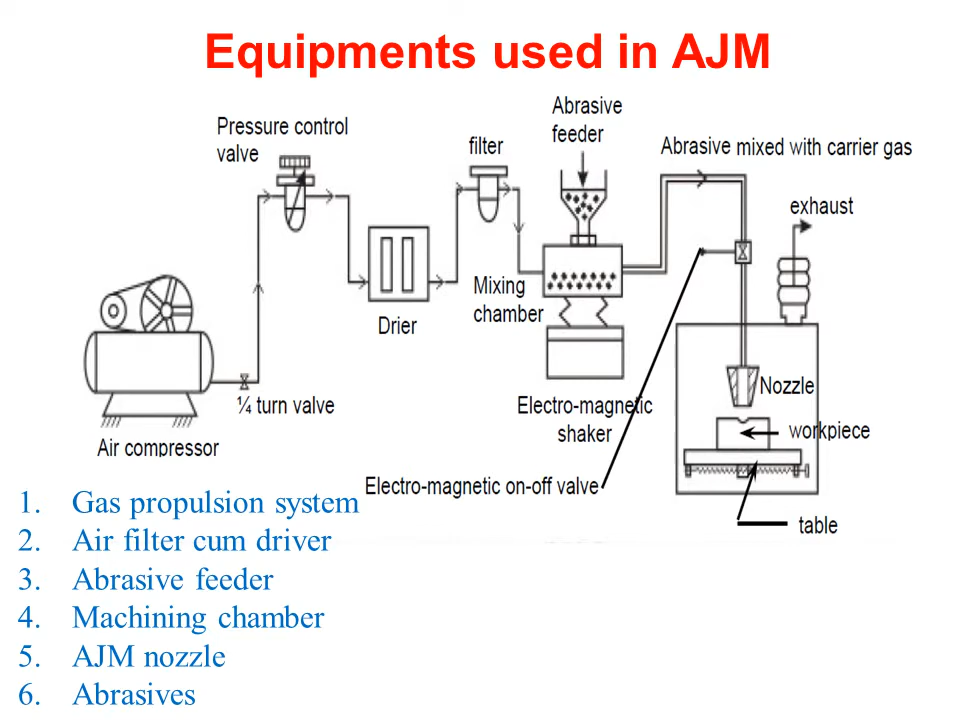 Equipments used in AJM
Abrasive
feeder
Pressure control
valve
filter
Abrasive mixed with carrier gas
exhaust
Mixing
chamber
Drier
Nozzle
¼ turn valve
Electro-magnetic
shaker
workpiece
Air compressor
Electro-magnetic on-off valve
table
1. Gas propulsion system
2. Air filter cum driver
3. Abrasive feeder
4. Machining chamber
5. AJM nozzle
6. Abrasives